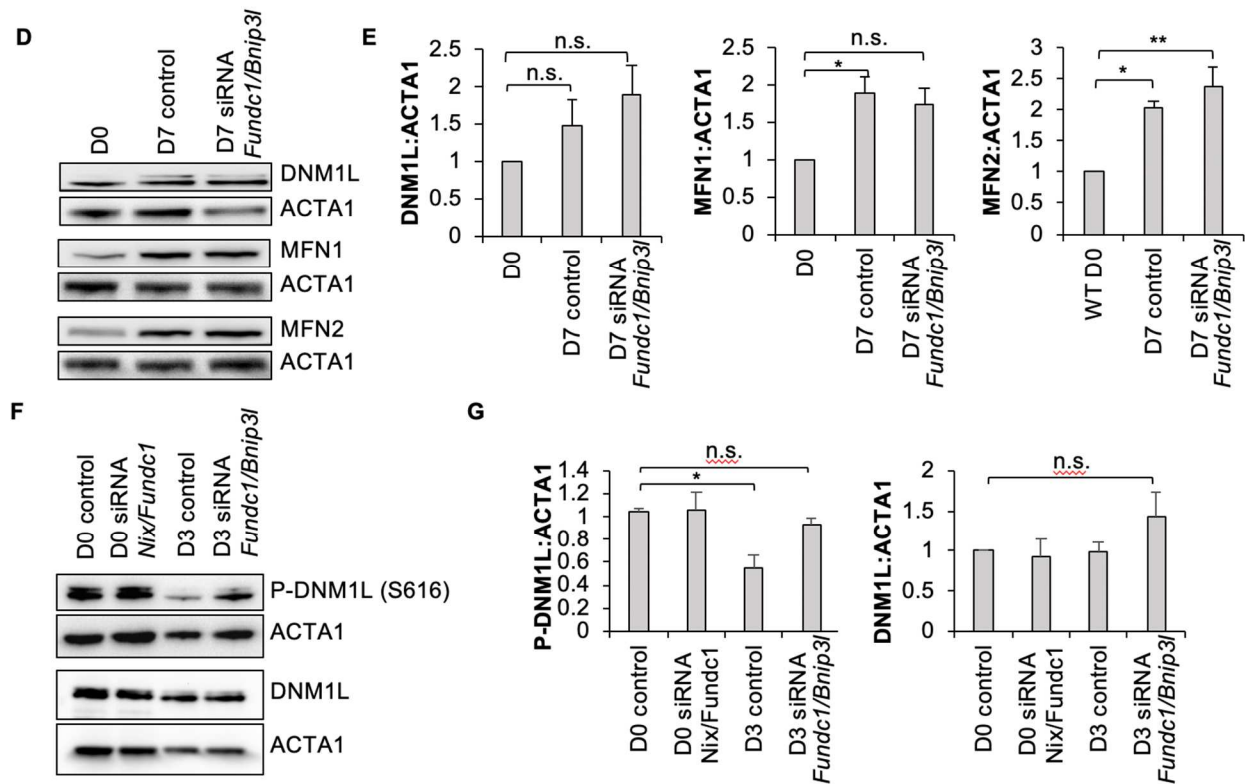 D
D0
D7 control
D7 siRNA
Fundc1/Bnip3l
DNM1L
ACTA1
MFN1
ACTA1
MFN2
ACTA1
E
DNM1L:ACTA1
2.5
2
1.5
1
0.5
0
n.s.
n.s.
D0
D7 control
D7 siRNA
Fundc1/Bnip3l
MFN1:ACTA1
2.5
2
1.5
1
0.5
0
n.s.
*
D0
D7 control
D7 siRNA
Fundc1/Bnip3l
MFN2:ACTA1
3
2.5
2
1.5
1
0.5
0
**
*
WT D0
D7 control
D7 siRNA
Fundc1/Bnip3l
F
D0 control
D0 siRNA
Nix/Fundc1
D3 control
D3 siRNA
Fundc1/Bnip3l
P-DNM1L (S616)
ACTA1
DNM1L
ACTA1
G
P-DNM1L:ACTA1
1.4
1.2
1
0.8
0.6
0.4
0.2
0
n.s.
*
D0 control
D0 siRNA
Nix/Fundc1
D3 control
D3 siRNA
Fundc1/Bnip3l
DNM1L:ACTA1
2
1.5
1
0.5
0
n.s.
D0 control
D0 siRNA
Nix/Fundc1
D3 control
D3 siRNA
Fundc1/Bnip3l